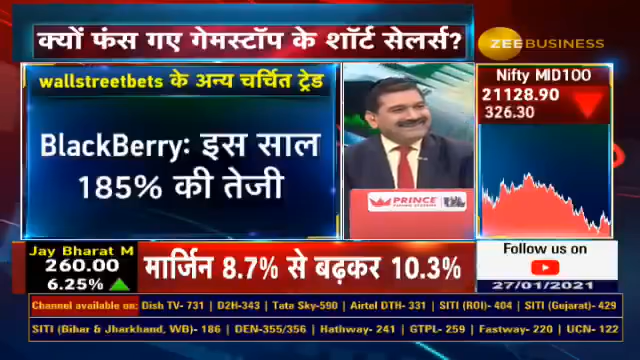 क्यों फंस गए गेमस्टॉप के शॉर्ट सेलर्स?
ZEE BUSINESS
wallstreetbets के अन्य चर्चित ट्रेड
BlackBerry: इस साल
185% की तेजी
Nifty MID100
21128.90
326.30
PRINCE
Jay Bharat M
260.00
6.25%
मार्जिन 8.7% से बढ़कर 10.3%
Follow us on
27/01/2021
Channel available on: Dish TV- 731 | D2H-343 | Tata Sky-590 | Airtel DTH- 331 | SITI (ROI)- 404 | SITI (Gujarat)- 429
SITI (Bihar & Jharkhand, WB)- 186 | DEN-355/356 | Hathway- 241 | GTPL- 259 | Fastway- 220 | UCN- 122